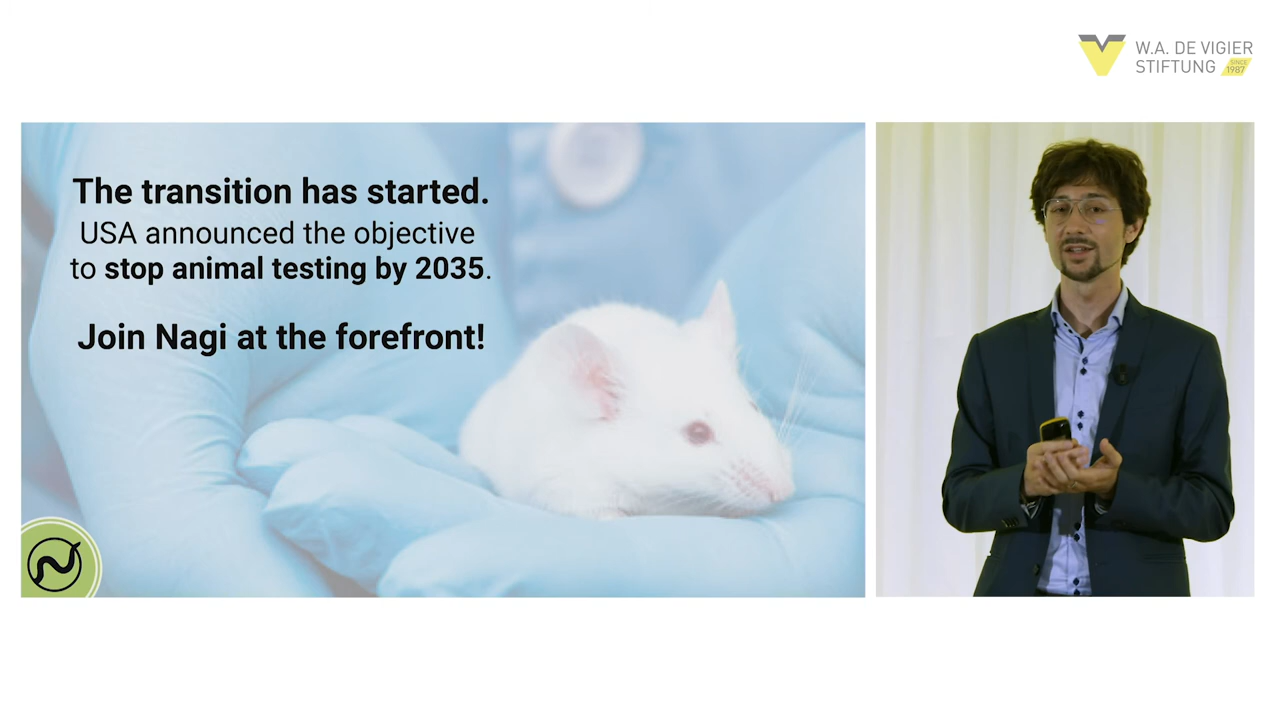 W.A. DE VIGIER
STIFTUNG SINCE 1987
The transition has started.
USA announced the objective
to stop animal testing by 2035.
Join Nagi at the forefront!